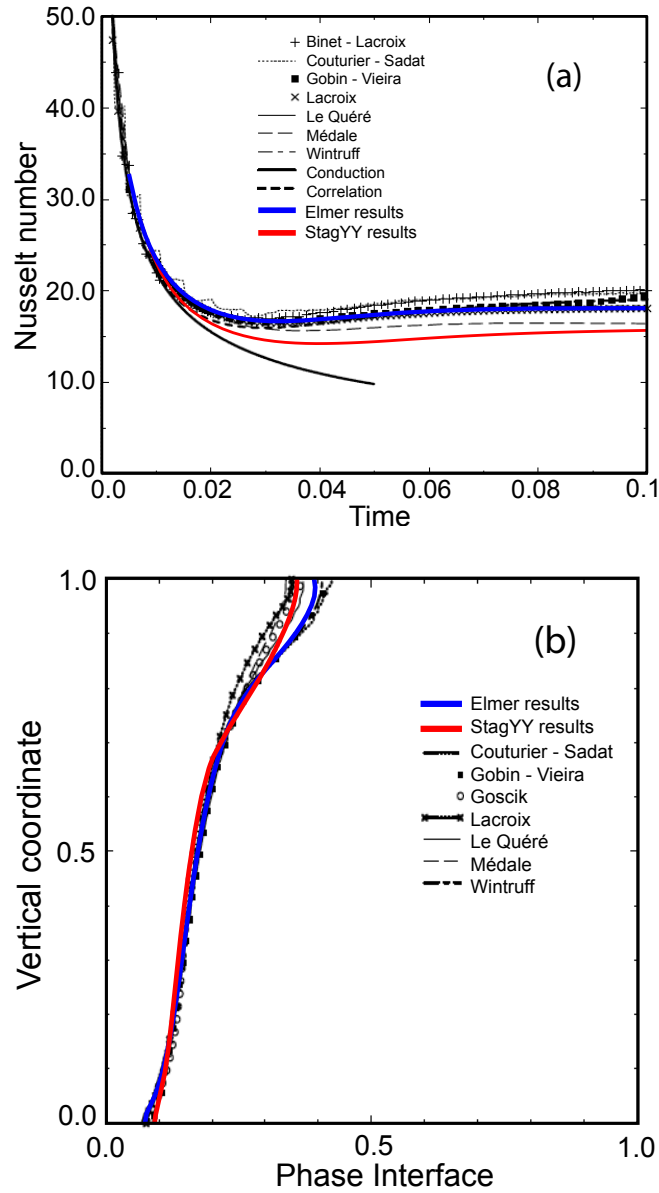 50.0
40.0
30.0
20.0
10.0
0.0
Nusselt number
Binet - Lacroix
Couturier - Sadat
Gobin - Vieira
Lacroix
Le Quéré
Médale
Wintruff
Conduction
Correlation
Elmer results
StagYY results
(a)
0.0 0.02 0.04 0.06 0.08 0.1
Time
1.0
0.5
0.0
Vertical coordinate
(b)
Elmer results
StagYY results
Couturier - Sadat
Gobin - Vieira
Goscik
Lacroix
Le Quéré
Médale
Wintruff
0.0 0.5 1.0
Phase Interface